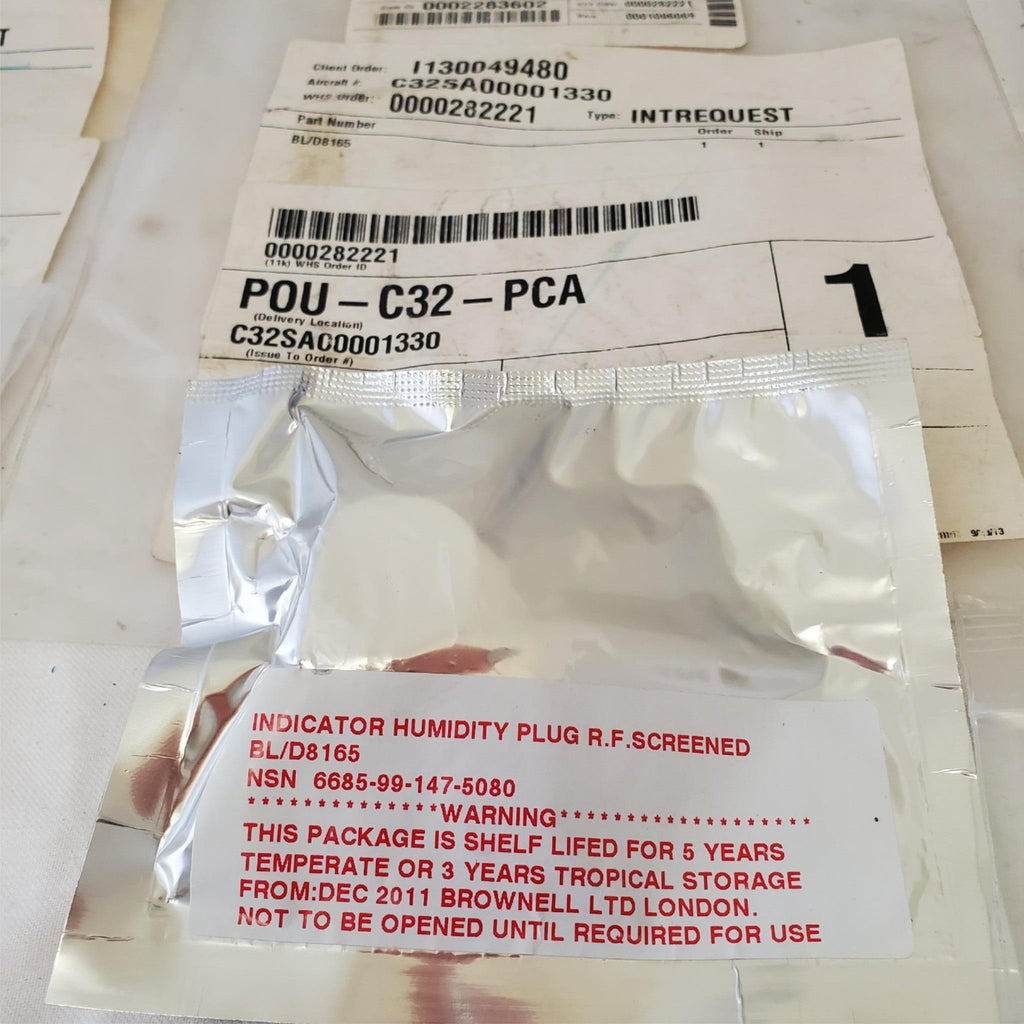 0002283602
Client Order: I130049480
Aircraft #: C32SA00001330
WHS Order: 0000282221 Type: INTREQUEST
Part Number Order Ship
BL/D8165 1 1
0000282221
(11k) WHS Order ID
POU-C32-PCA 1
(Delivery Location)
C32SA00001330
(Issue To Order #)
INDICATOR HUMIDITY PLUG R.F.SCREENED
BL/D8165
NSN 6685-99-147-5080
**************WARNING*******************
THIS PACKAGE IS SHELF LIFED FOR 5 YEARS
TEMPERATE OR 3 YEARS TROPICAL STORAGE
FROM:DEC 2011 BROWNELL LTD LONDON.
NOT TO BE OPENED UNTIL REQUIRED FOR USE